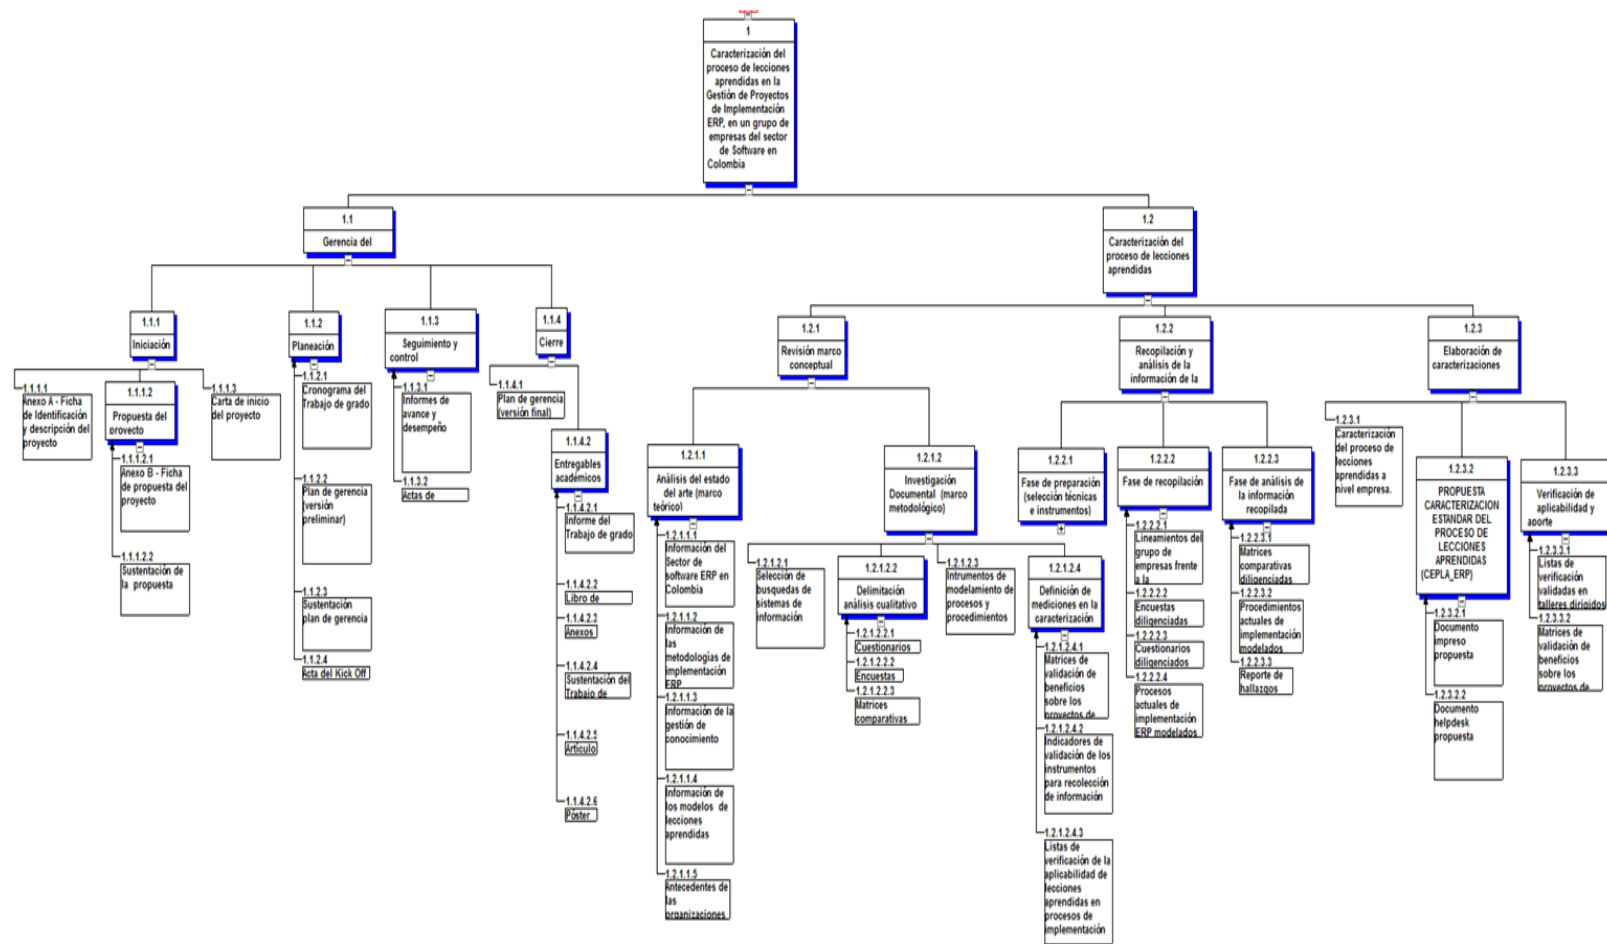 1
Caracterización del
proceso de lecciones
aprendidas en la
Gestión de Proyectos
de Implementación
ERP, en un grupo de
empresas del sector
de Software en
Colombia
1.1
Gerencia del
1.2
Caracterización del
proceso de lecciones
aprendidas
1.1.1
Iniciación
1.1.1.1
Anexo A - Ficha
de Identificación
y descripción del
proyecto
1.1.1.2
Propuesta del
proyecto
1.1.1.2.1
Anexo B - Ficha
de propuesta del
proyecto
1.1.1.2.2
Sustentación de
la propuesta
1.1.1.3
Carta de inicio
del proyecto
1.1.2
Planeación
1.1.2.1
Cronograma del
Trabajo de grado
1.1.2.2
Plan de gerencia
(versión
preliminar)
1.1.2.3
Sustentación
plan de gerencia
1.1.2.4
Acta del Kick Off
1.1.3
Seguimiento y
control
1.1.3.1
Informes de
avance y
desempeño
1.1.3.2
Actas de
1.1.4
Cierre
1.1.4.1
Plan de gerencia
(versión final)
1.1.4.2
Entregables
académicos
1.1.4.2.1
Informe del
Trabajo de grado
1.1.4.2.2
Libro de
1.1.4.2.3
Anexos
1.1.4.2.4
Sustentación del
Trabajo de
1.1.4.2.5
Artículo
1.1.4.2.6
Póster
1.2.1
Revisión marco
conceptual
1.2.1.1
Análisis del estado
del arte (marco
teórico)
1.2.1.1.1
Información del
Sector de
software ERP en
Colombia
1.2.1.1.2
Información de
las
metodologías de
implementación
ERP
1.2.1.1.3
Información de la
gestión de
conocimiento
1.2.1.1.4
Información de
los modelos de
lecciones
aprendidas
1.2.1.1.5
Antecedentes de
las
organizaciones
1.2.1.2
Investigación
Documental (marco
metodológico)
1.2.1.2.1
Selección de
busquedas de
sistemas de
información
1.2.1.2.2
Delimitación
análisis cualitativo
1.2.1.2.2.1
Cuestionarios
1.2.1.2.2.2
Encuestas
1.2.1.2.2.3
Matrices
comparativas
1.2.1.2.3
Intrumentos de
modelamiento de
procesos y
procedimientos
1.2.1.2.4
Definición de
mediciones en la
caracterización
1.2.1.2.4.1
Matrices de
validación de
beneficios
sobre los
proyectos de
1.2.1.2.4.2
Indicadores de
validación de los
instrumentos
para recolección
de información
1.2.1.2.4.3
Listas de
verificación de la
aplicabilidad de
lecciones
aprendidas en
procesos de
implementación
1.2.2
Recopilación y
análisis de la
información de la
1.2.2.1
Fase de preparación
(selección técnicas
e instrumentos)
1.2.2.2
Fase de recopilación
1.2.2.2.1
Lineamientos del
grupo de
empresas frente
a la
1.2.2.2.2
Encuestas
diligenciadas
1.2.2.2.3
Cuestionarios
diligenciados
1.2.2.2.4
Procesos
actuales de
implementación
ERP modelados
1.2.2.3
Fase de análisis de
la información
recopilada
1.2.2.3.1
Matrices
comparativas
diligenciadas
1.2.2.3.2
Procedimientos
actuales de
implementación
modelados
1.2.2.3.3
Reporte de
hallazgos
1.2.3
Elaboración de
caracterizaciones
1.2.3.1
Caracterización
del proceso de
lecciones
aprendidas a
nivel empresa.
1.2.3.2
PROPUESTA
CARACTERIZACION
ESTANDAR DEL
PROCESO DE
LECCIONES
APRENDIDAS
(CEPLA_ERP)
1.2.3.2.1
Documento
impreso
propuesta
1.2.3.2.2
Documento
helpdesk
propuesta
1.2.3.3
Verificación de
aplicabilidad y
aporte
1.2.3.3.1
Listas de
verificación
validadas en
talleres dirigidos
1.2.3.3.2
Matrices de
validación de
beneficios
sobre los
proyectos de